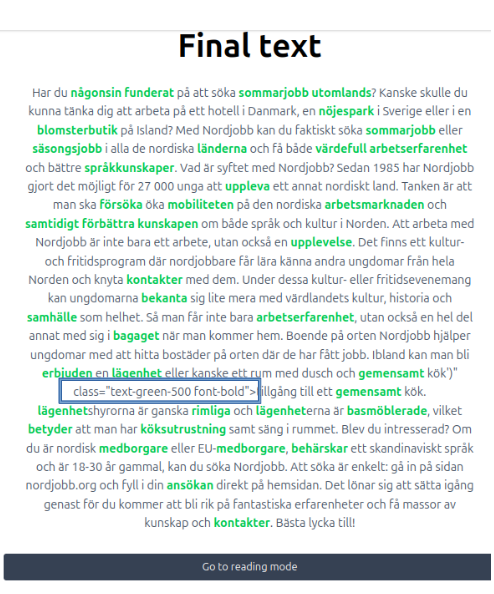 Final text
Har du någonsin funderat på att söka sommarjobb utomlands? Kanske skulle du
kunna tänka dig att arbeta på ett hotell i Danmark, en nöjespark i Sverige eller i en
blomsterbutik på Island? Med Nordjobb kan du faktiskt söka sommarjobb eller
säsongsjobb i alla de nordiska länderna och få både värdefull arbetserfarenhet
och bättre språkkunskaper. Vad är syftet med Nordjobb? Sedan 1985 har Nordjobb
gjort det möjligt för 27 000 unga att uppleva ett annat nordiskt land. Tanken är att
man ska försöka öka mobiliteten på den nordiska arbetsmarknaden och
samtidigt förbättra kunskapen om både språk och kultur i Norden. Att arbeta med
Nordjobb är inte bara ett arbete, utan också en upplevelse. Det finns ett kultur-
och fritidsprogram där nordjobbare får lära känna andra ungdomar från hela
Norden och knyta kontakter med dem. Under dessa kultur- eller fritidsevenemang
kan ungdomarna bekanta sig lite mera med värdlandets kultur, historia och
samhälle som helhet. Så man får inte bara arbetserfarenhet, utan också en hel del
annat med sig i bagaget när man kommer hem. Boende på orten Nordjobb hjälper
ungdomar med att hitta bostäder på orten där de har fått jobb. Ibland kan man bli
erbjuden en lägenhet eller kanske ett rum med dusch och gemensamt kök')"
class="text-green-500 font-bold">tillgång till ett gemensamt kök.
lägenhetshyrorna är ganska rimliga och lägenheterna är basmöblerade, vilket
betyder att man har köksutrustning samt säng i rummet. Blev du intresserad? Om
du är nordisk medborgare eller EU-medborgare, behärskar ett skandinaviskt språk
och är 18-30 år gammal, kan du söka Nordjobb. Att söka är enkelt: gå in på sidan
nordjobb.org och fyll i din ansökan direkt på hemsidan. Det lönar sig att sätta igång
genast för du kommer att bli rik på fantastiska erfarenheter och få massor av
kunskap och kontakter. Bästa lycka till!
Go to reading mode